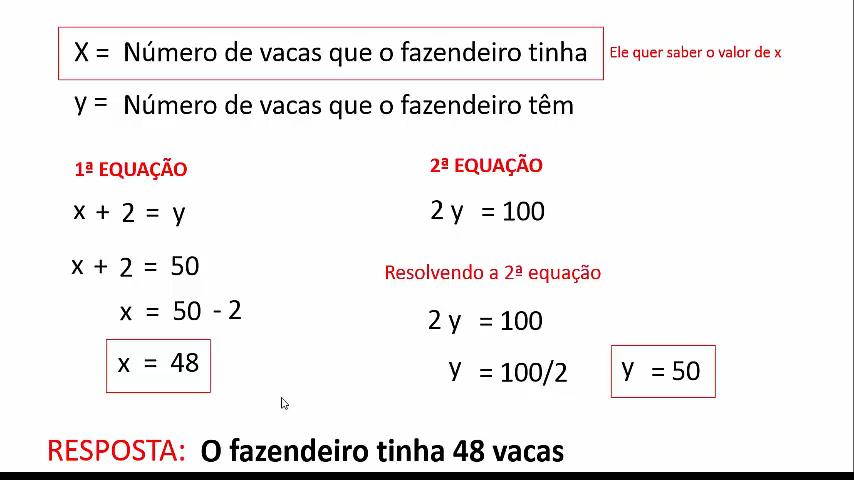 X = Número de vacas que o fazendeiro tinha
Ele quer saber o valor de x
y = Número de vacas que o fazendeiro têm
1ª EQUAÇÃO
x + 2 = y
x + 2 = 50
x = 50 - 2
x = 48
2ª EQUAÇÃO
2 y = 100
Resolvendo a 2ª equação
2 y = 100
y = 100/2
y = 50
RESPOSTA: O fazendeiro tinha 48 vacas